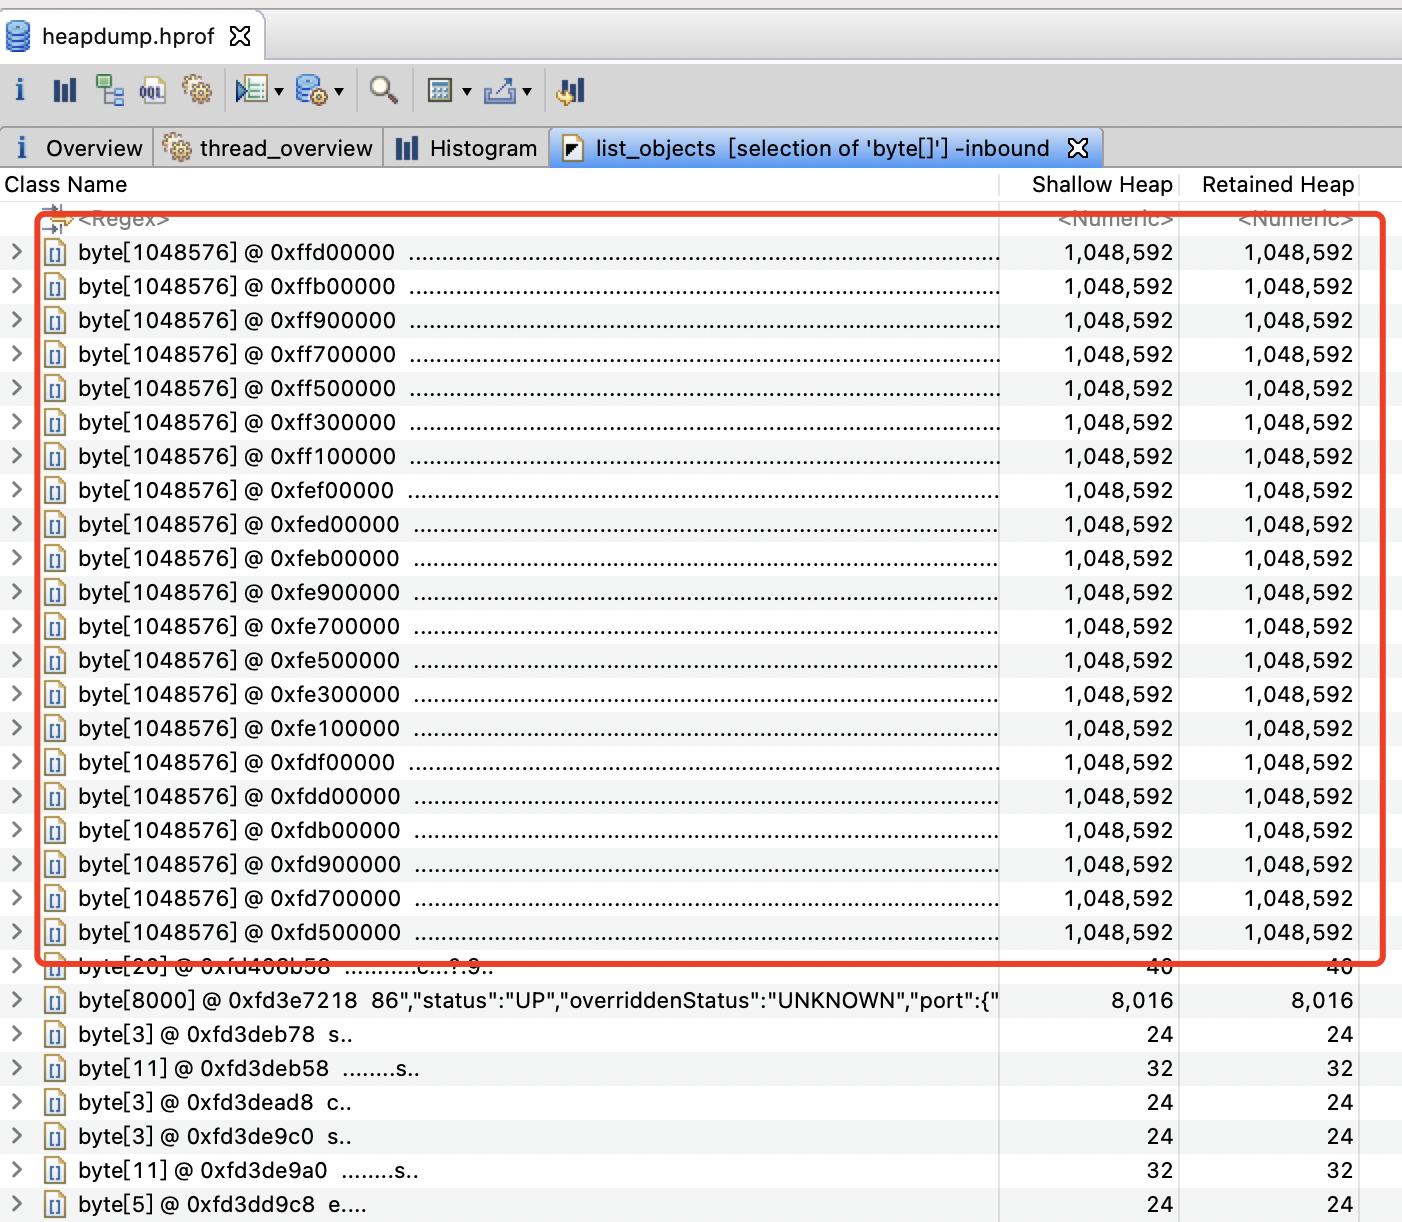 heapdump.hprof
i OQL
i Overview thread_overview Histogram list_objects [selection of 'byte[]'] -inbound
Class Name Shallow Heap Retained Heap
<Regex> <Numeric> <Numeric>
byte[1048576] @ 0xffd00000 .......................................................................................... 1,048,592 1,048,592
byte[1048576] @ 0xffb00000 .......................................................................................... 1,048,592 1,048,592
byte[1048576] @ 0xff900000 .......................................................................................... 1,048,592 1,048,592
byte[1048576] @ 0xff700000 .......................................................................................... 1,048,592 1,048,592
byte[1048576] @ 0xff500000 .......................................................................................... 1,048,592 1,048,592
byte[1048576] @ 0xff300000 .......................................................................................... 1,048,592 1,048,592
byte[1048576] @ 0xff100000 .......................................................................................... 1,048,592 1,048,592
byte[1048576] @ 0xfef00000 .......................................................................................... 1,048,592 1,048,592
byte[1048576] @ 0xfed00000 .......................................................................................... 1,048,592 1,048,592
byte[1048576] @ 0xfeb00000 .......................................................................................... 1,048,592 1,048,592
byte[1048576] @ 0xfe900000 .......................................................................................... 1,048,592 1,048,592
byte[1048576] @ 0xfe700000 .......................................................................................... 1,048,592 1,048,592
byte[1048576] @ 0xfe500000 .......................................................................................... 1,048,592 1,048,592
byte[1048576] @ 0xfe300000 .......................................................................................... 1,048,592 1,048,592
byte[1048576] @ 0xfe100000 .......................................................................................... 1,048,592 1,048,592
byte[1048576] @ 0xfdf00000 .......................................................................................... 1,048,592 1,048,592
byte[1048576] @ 0xfdd00000 .......................................................................................... 1,048,592 1,048,592
byte[1048576] @ 0xfdb00000 .......................................................................................... 1,048,592 1,048,592
byte[1048576] @ 0xfd900000 .......................................................................................... 1,048,592 1,048,592
byte[1048576] @ 0xfd700000 .......................................................................................... 1,048,592 1,048,592
byte[1048576] @ 0xfd500000 .......................................................................................... 1,048,592 1,048,592
byte[20] @ 0xfd408b58 ...........c...?.9.. 40 40
byte[8000] @ 0xfd3e7218 86","status":"UP","overriddenStatus":"UNKNOWN","port":{" 8,016 8,016
byte[3] @ 0xfd3deb78 s.. 24 24
byte[11] @ 0xfd3deb58 ........s.. 32 32
byte[3] @ 0xfd3dead8 c.. 24 24
byte[3] @ 0xfd3de9c0 s.. 24 24
byte[11] @ 0xfd3de9a0 ........s.. 32 32
byte[5] @ 0xfd3dd9c8 e.... 24 24